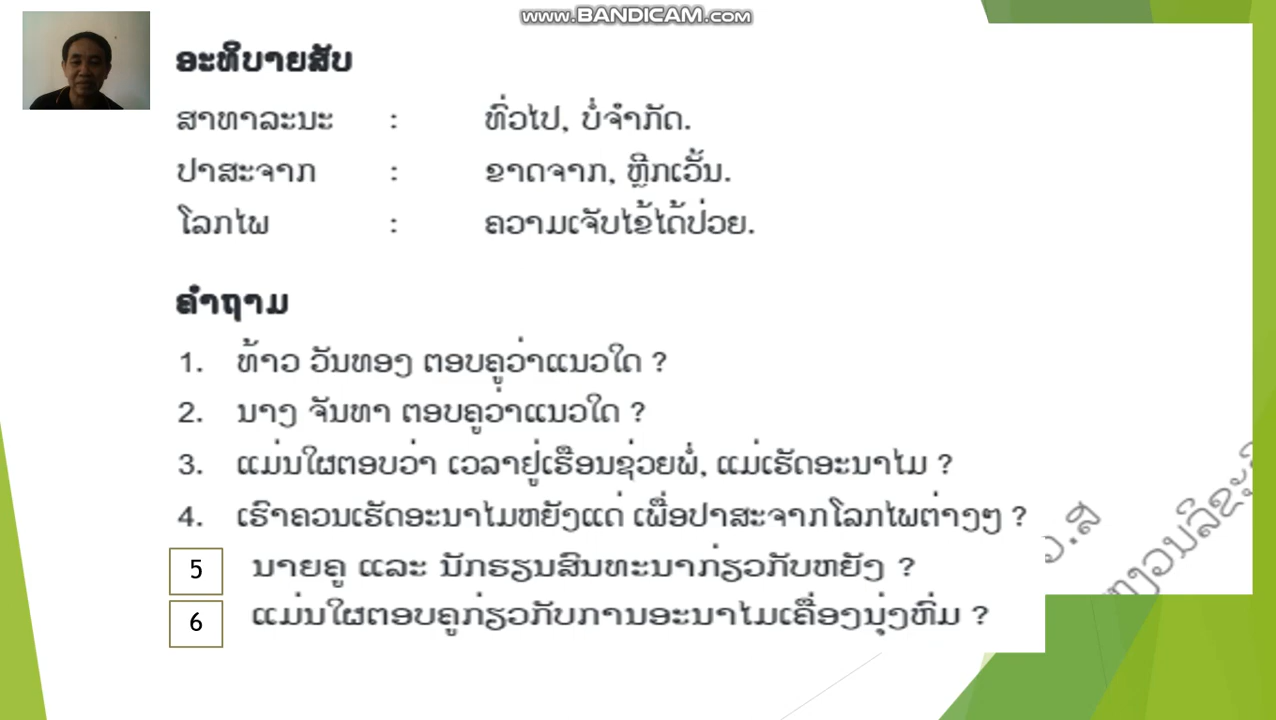 www.BANDICAM.com
ອະທິບາຍສັບ
ສາທາລະນະ : ທົ່ວໄປ, ບໍ່ຈຳກັດ.
ປາສະຈາກ : ຂາດຈາກ, ຫຼີກເວັ້ນ.
ໂລກໄພ : ຄວາມເຈັບໄຂ້ໄດ້ປ່ວຍ.
ຄຳຖາມ
1. ທ້າວ ວັນທອງ ຕອບຄູວ່າແນວໃດ ?
2. ນາງ ຈັນທາ ຕອບຄູວ່າແນວໃດ ?
3. ແມ່ນໃຜຕອບວ່າ ເວລາຢູ່ເຮືອນຊ່ວຍພໍ່, ແມ່ເຮັດອະນາໄມ ?
4. ເຮົາຄວນເຮັດອະນາໄມຫຍັງແດ່ ເພື່ອປາສະຈາກໂລກໄພຕ່າງໆ ?
5 ນາຍຄູ ແລະ ນັກຮຽນສົນທະນາກ່ຽວກັບຫຍັງ ?
6 ແມ່ນໃຜຕອບຄູກ່ຽວກັບການອະນາໄມເຄື່ອງນຸ່ງຫົ່ມ ?